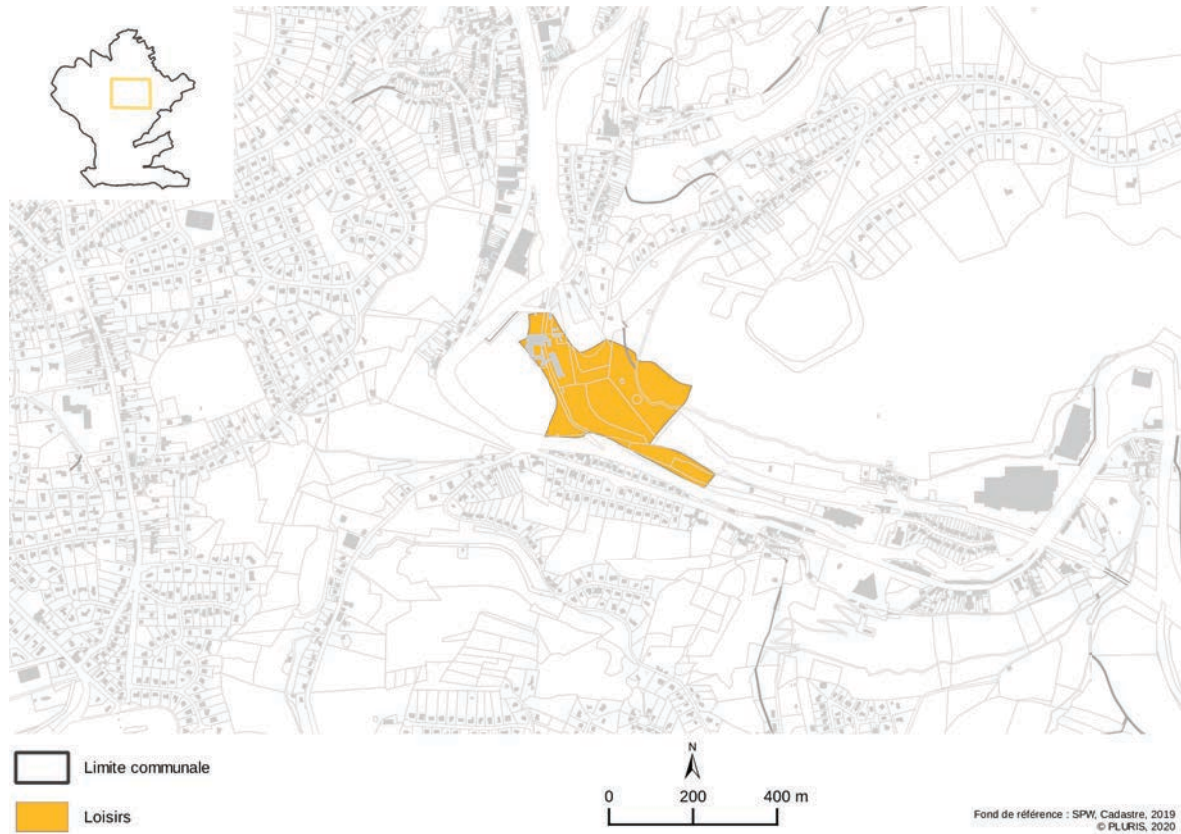 Limite communale
Loisirs
N
0 200 400 m
Fond de référence : SPW, Cadastre, 2019
© PLURIS, 2020